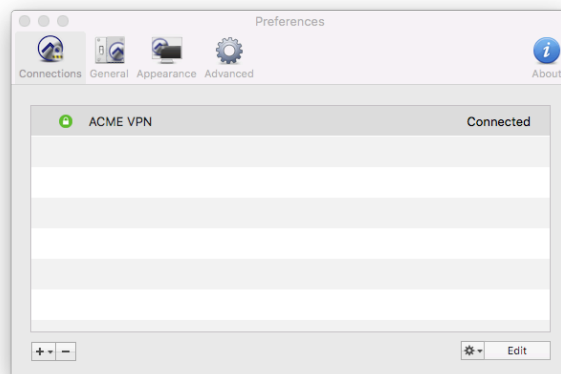 Preferences
Connections General Appearance Advanced About
ACME VPN Connected
Edit